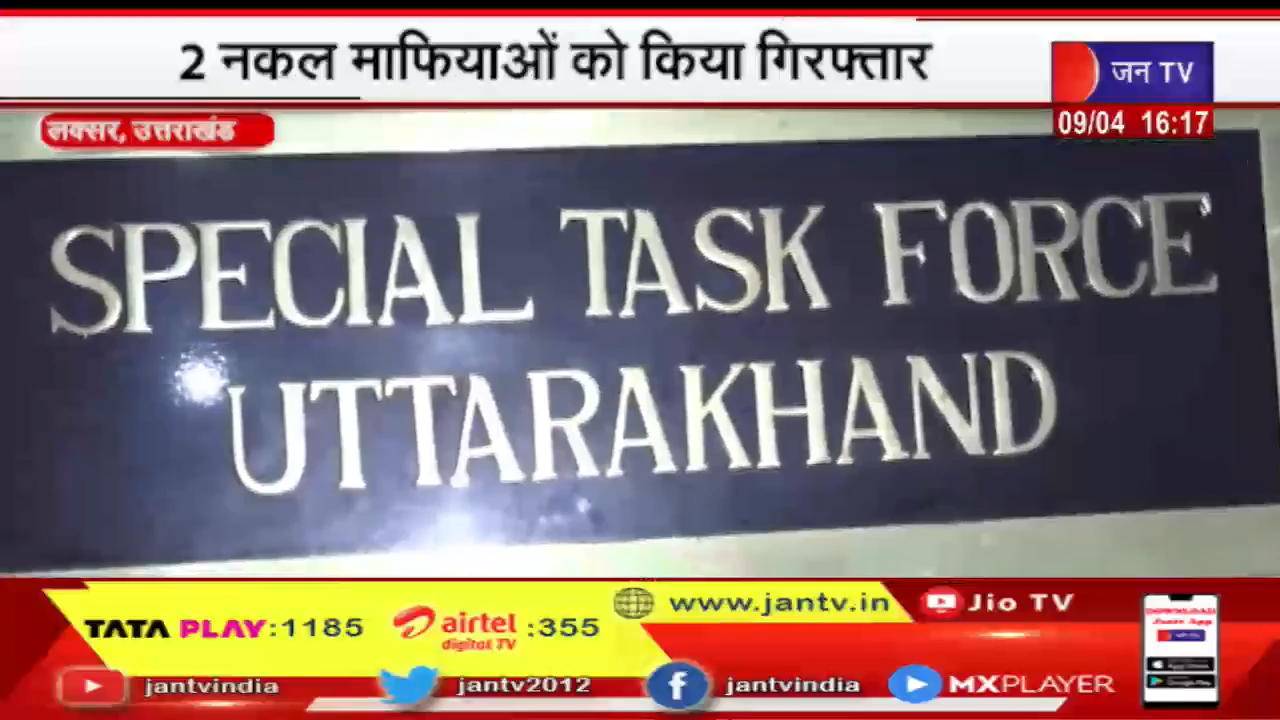 2 नकल माफियाओं को किया गिरफ्तार
जन TV
09/04 16:17
लक्सर, उत्तराखंड
SPECIAL TASK FORCE
UTTARAKHAND
TATA PLAY:1185
airtel digital TV :355
www.jantv.in
Jio TV
jantvindia
jantv2012
jantvindia
MXPLAYER
DOWNLOAD